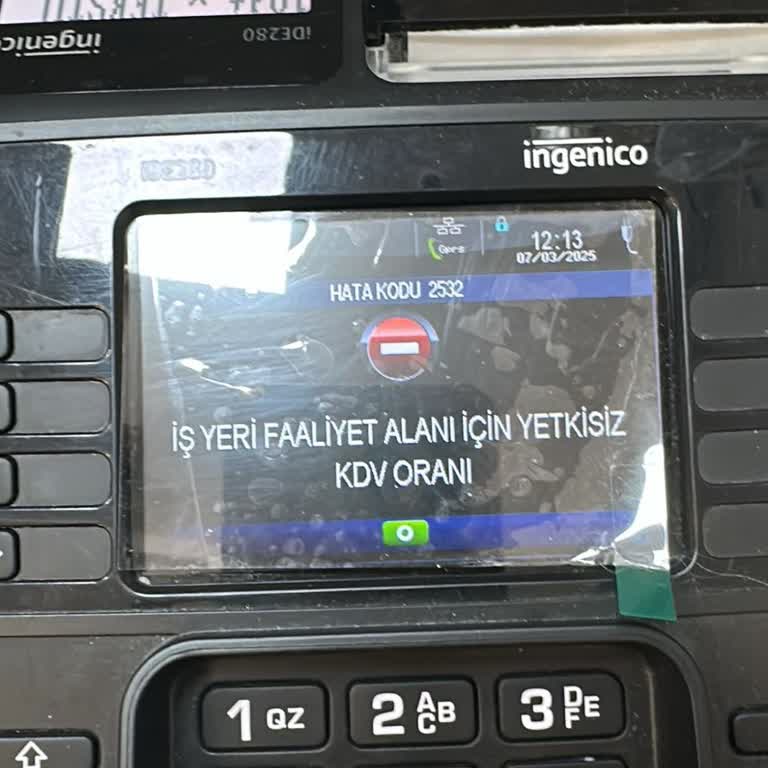 ingenico
iDE280
ingenico
Gprs
12:13
07/03/2025
HATA KODU 2532
İŞ YERİ FAALİYET ALANI İÇİN YETKİSİZ
KDV ORANI
1 QZ
2 ABC
3 DEF